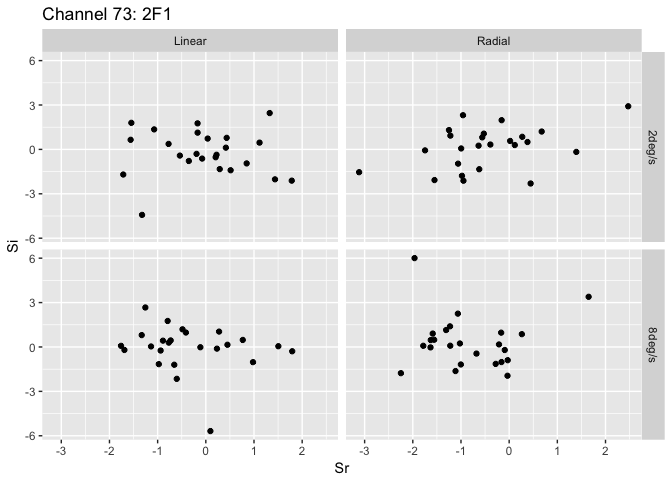 Channel 73: 2F1
Linear
Radial
6
3
0
-3
-6
2deg/s
6
3
0
-3
-6
8deg/s
Si
-3 -2 -1 0 1 2
-3 -2 -1 0 1 2
Sr